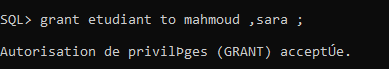 SQL> grant etudiant to mahmoud ,sara ;
Autorisation de privilÞges (GRANT) acceptÚe.